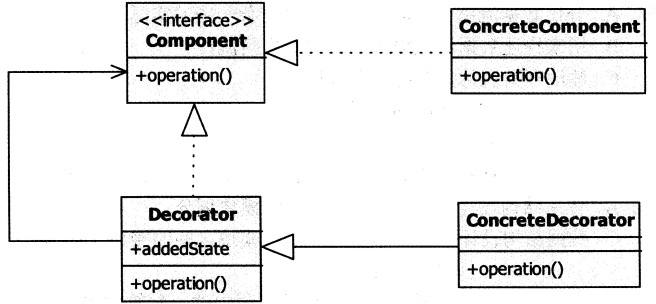 <<interface>>
Component
+operation()
ConcreteComponent
+operation()
Decorator
+addedState
+operation()
ConcreteDecorator
+operation()